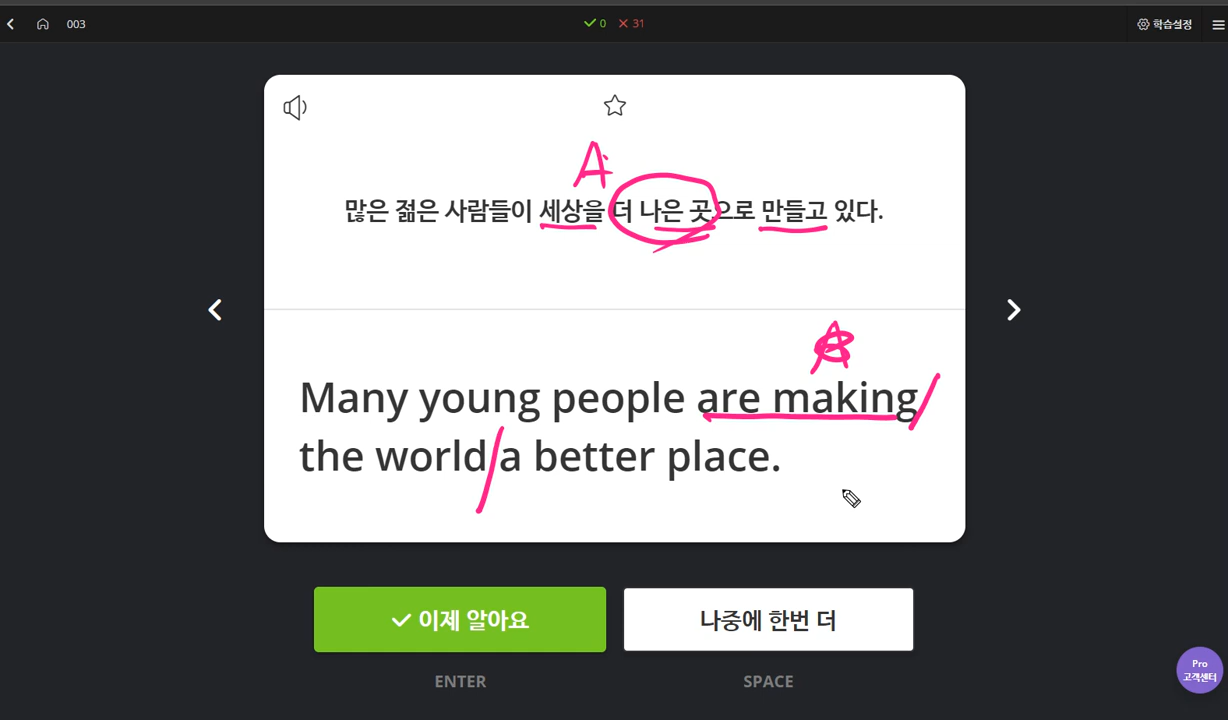 003
0
31
학습설정
A
많은 젊은 사람들이 세상을 더 나은 곳으로 만들고 있다.
Many young people are making
the world a better place.
이제 알아요
나중에 한번 더
ENTER
SPACE
Pro
고객센터